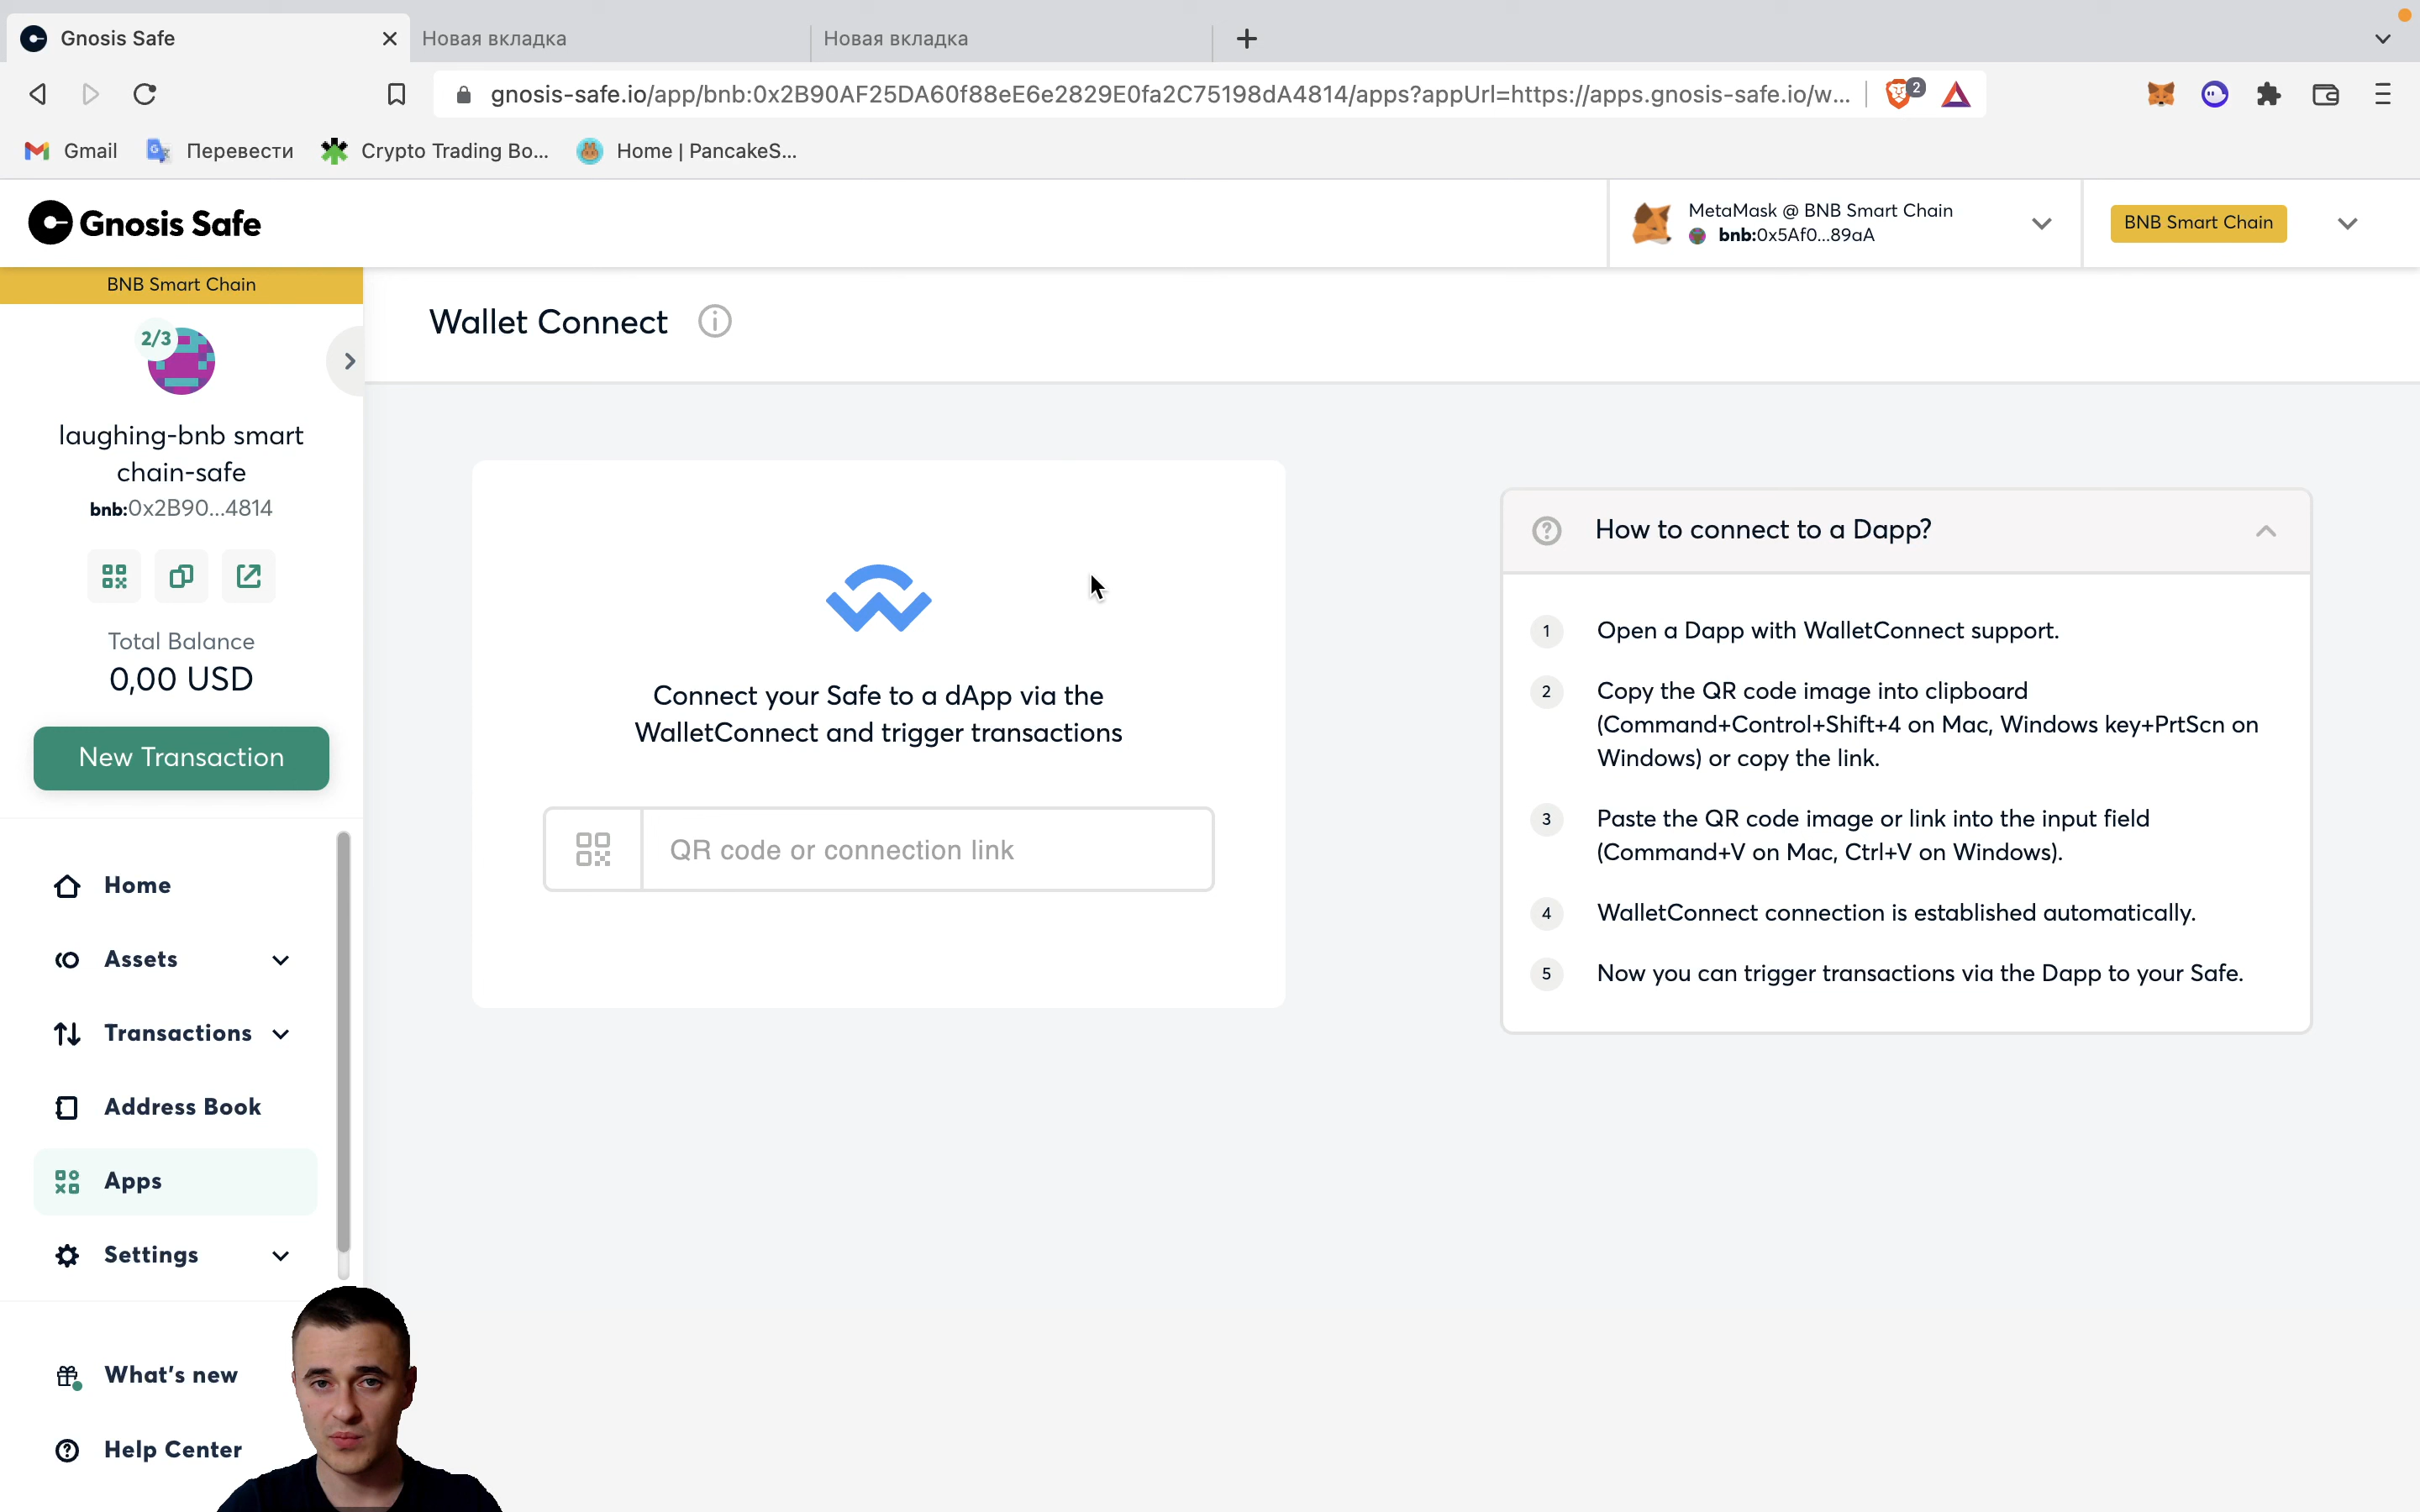 Gnosis Safe
Новая вкладка
Новая вкладка
gnosis-safe.io/app/bnb:0x2B90AF25DA60f88eE6e2829E0fa2C75198dA4814/apps?appUrl=https://apps.gnosis-safe.io/w...
2
Gmail
Перевести
Crypto Trading Bo...
Home | PancakeS...
Gnosis Safe
MetaMask @ BNB Smart Chain
bnb:0x5Af0...89aA
BNB Smart Chain
BNB Smart Chain
2/3
laughing-bnb smart
chain-safe
bnb:0x2B90...4814
Total Balance
0,00 USD
New Transaction
Home
Assets
Transactions
Address Book
Apps
Settings
What's new
Help Center
Wallet Connect
Connect your Safe to a dApp via the
WalletConnect and trigger transactions
QR code or connection link
How to connect to a Dapp?
1 Open a Dapp with WalletConnect support.
2 Copy the QR code image into clipboard
(Command+Control+Shift+4 on Mac, Windows key+PrtScn on
Windows) or copy the link.
3 Paste the QR code image or link into the input field
(Command+V on Mac, Ctrl+V on Windows).
4 WalletConnect connection is established automatically.
5 Now you can trigger transactions via the Dapp to your Safe.